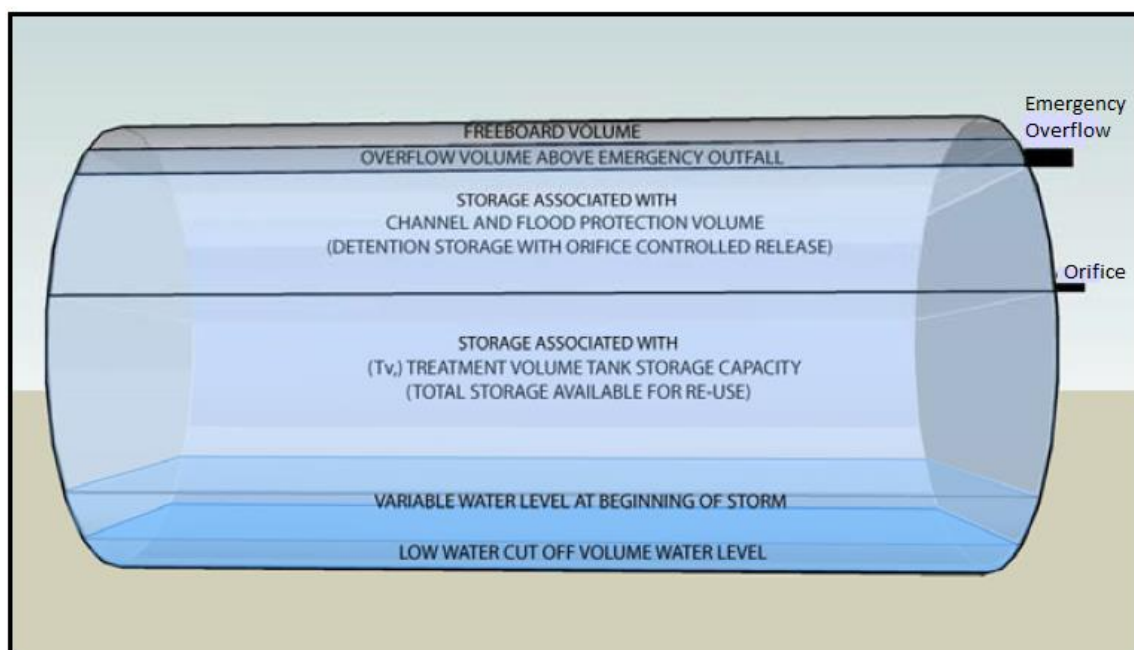 Emergency
Overflow
FREEBOARD VOLUME
OVERFLOW VOLUME ABOVE EMERGENCY OUTFALL
STORAGE ASSOCIATED WITH
CHANNEL AND FLOOD PROTECTION VOLUME
(DETENTION STORAGE WITH ORIFICE CONTROLLED RELEASE)
Orifice
STORAGE ASSOCIATED WITH
(Tv,) TREATMENT VOLUME TANK STORAGE CAPACITY
(TOTAL STORAGE AVAILABLE FOR RE-USE)
VARIABLE WATER LEVEL AT BEGINNING OF STORM
LOW WATER CUT OFF VOLUME WATER LEVEL